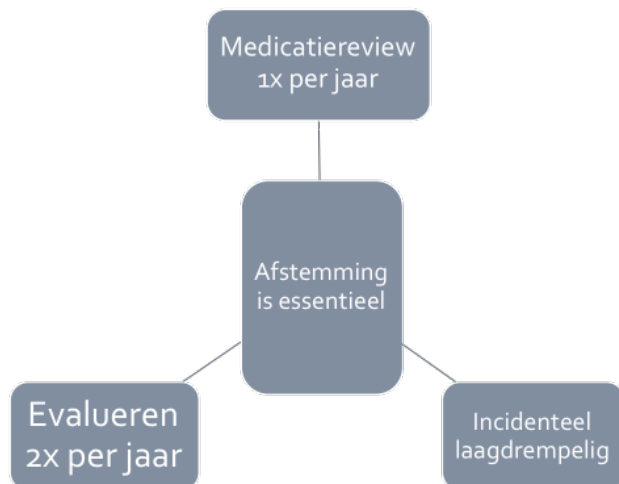 Medicatiereview
1x per jaar
Afstemming
is essentieel
Evalueren
2x per jaar
Incidenteel
laagdrempelig